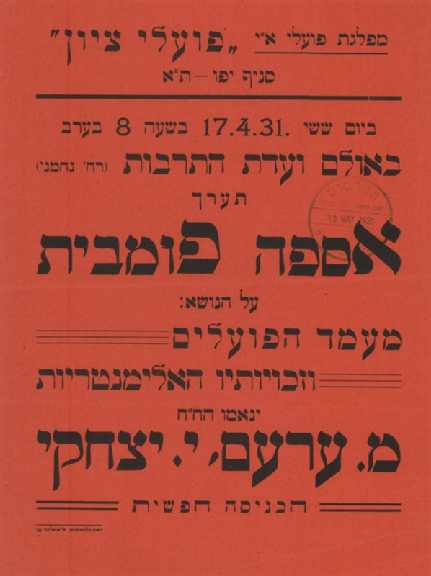 מפלגת פועלי א״י „פועלי ציון”
סניף יפו – ת״א
ביום ששי 17.4.31. בשעה 8 בערב
באולם ועדת התרבות (רח׳ נחמני)
תערך
אספה פומבית
על הנושא:
מעמד הפועלים
וזכויותיו האלימנטריות
ינאמו הח״ח
מ. ערעם, י. יצחקי
הכניסה חפשית